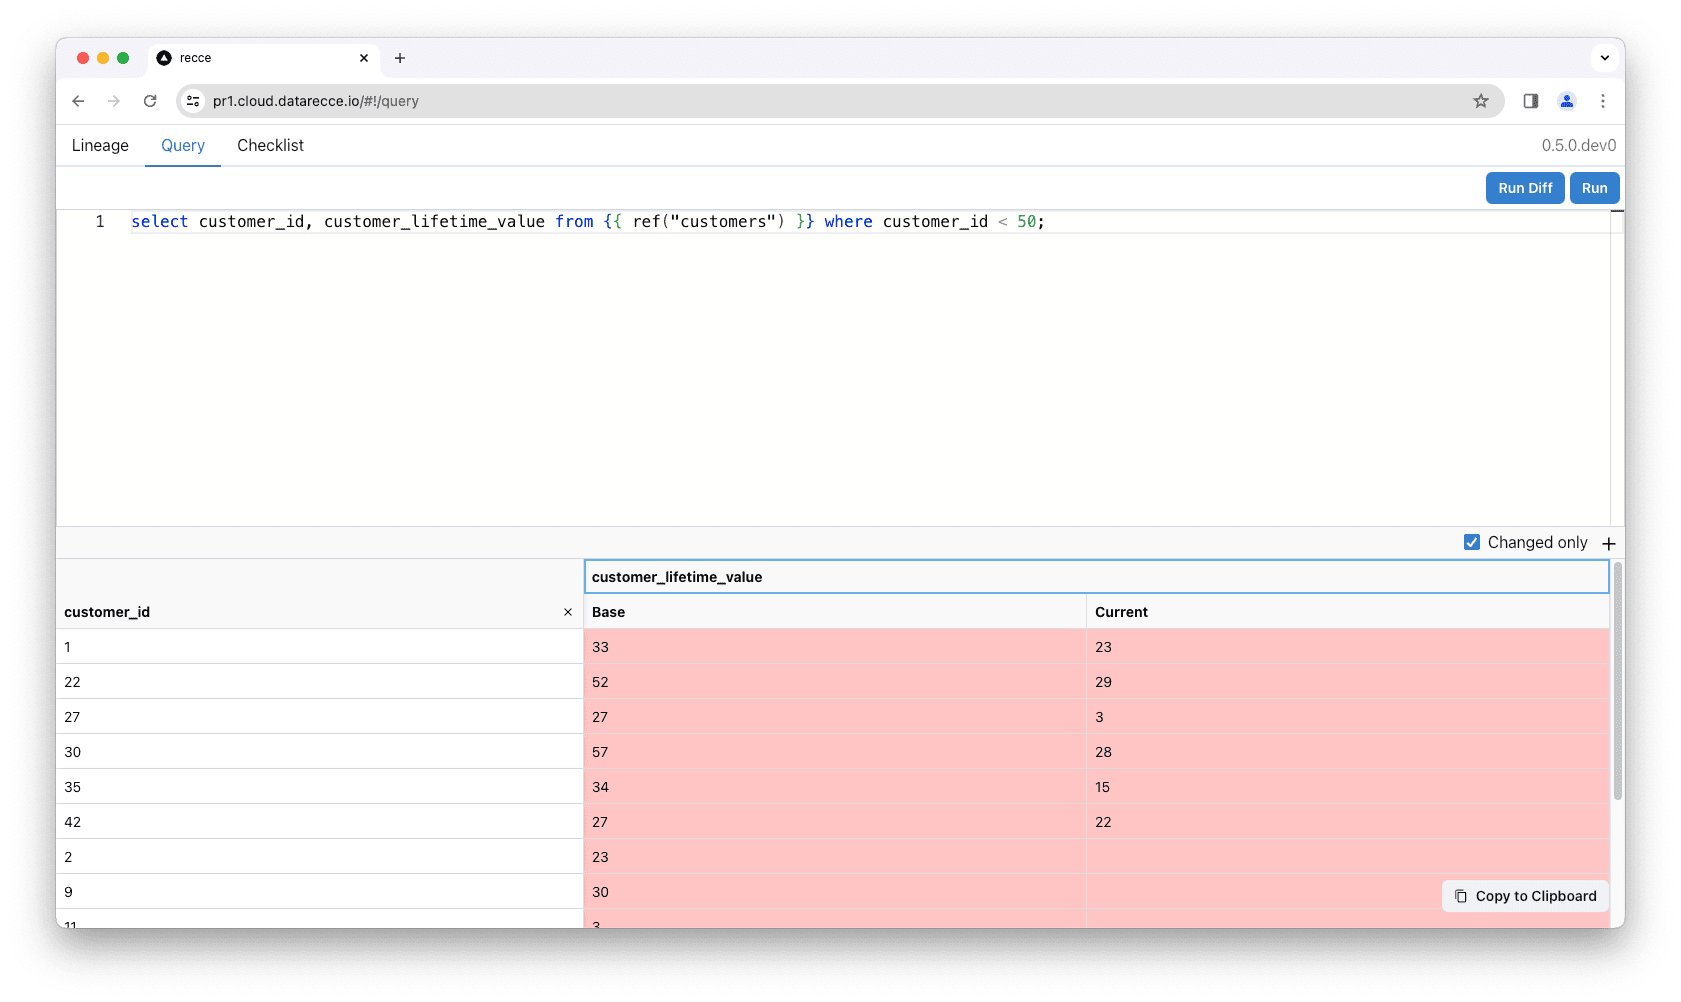 recce
pr1.cloud.datarecce.io/#!/query
Lineage Query Checklist 0.5.0.dev0
Run Diff Run
1 select customer_id, customer_lifetime_value from {{ ref("customers") }} where customer_id < 50;
Changed only
customer_lifetime_value
customer_id Base Current
1 33 23
22 52 29
27 27 3
30 57 28
35 34 15
42 27 22
2 23
9 30
Copy to Clipboard
11 3